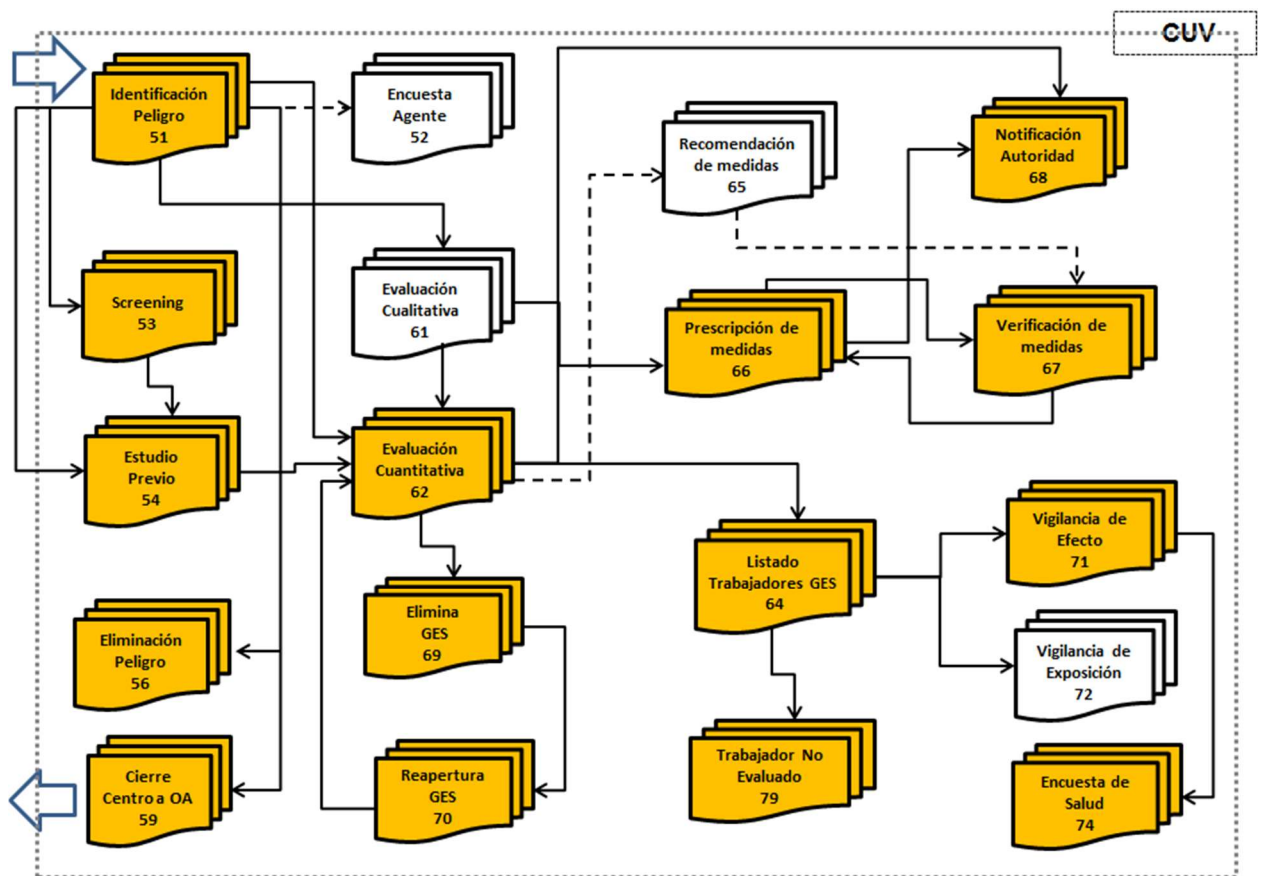 CUV
Identificación
Peligro
51
Encuesta
Agente
52
Recomendación
de medidas
65
Notificación
Autoridad
68
Screening
53
Evaluación
Cualitativa
61
Prescripción de
medidas
66
Verificación de
medidas
67
Estudio
Previo
54
Evaluación
Cuantitativa
62
Listado
Trabajadores GES
64
Vigilancia de
Efecto
71
Eliminación
Peligro
56
Elimina
GES
69
Vigilancia de
Exposición
72
Cierre
Centro a OA
59
Reapertura
GES
70
Trabajador No
Evaluado
79
Encuesta de
Salud
74